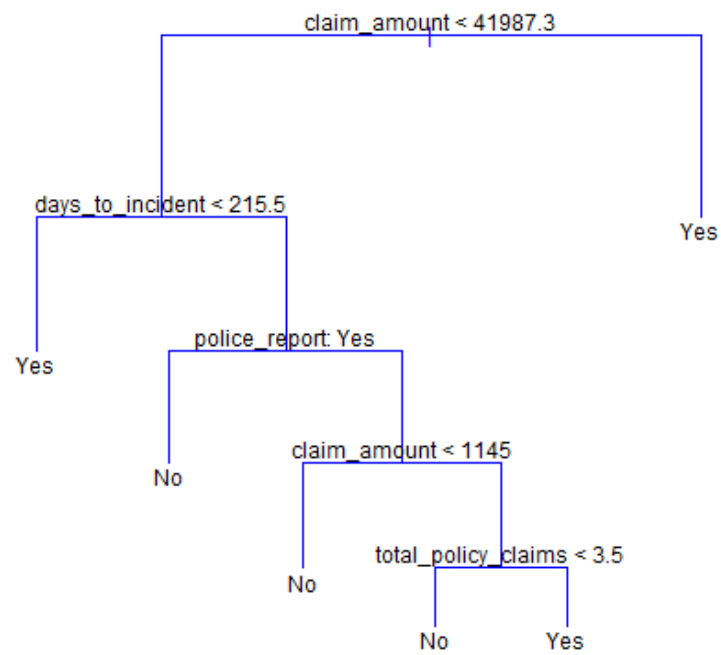 claim_amount < 41987.3
days_to_incident < 215.5
Yes
Yes
police_report: Yes
No
claim_amount < 1145
No
total_policy_claims < 3.5
No
Yes